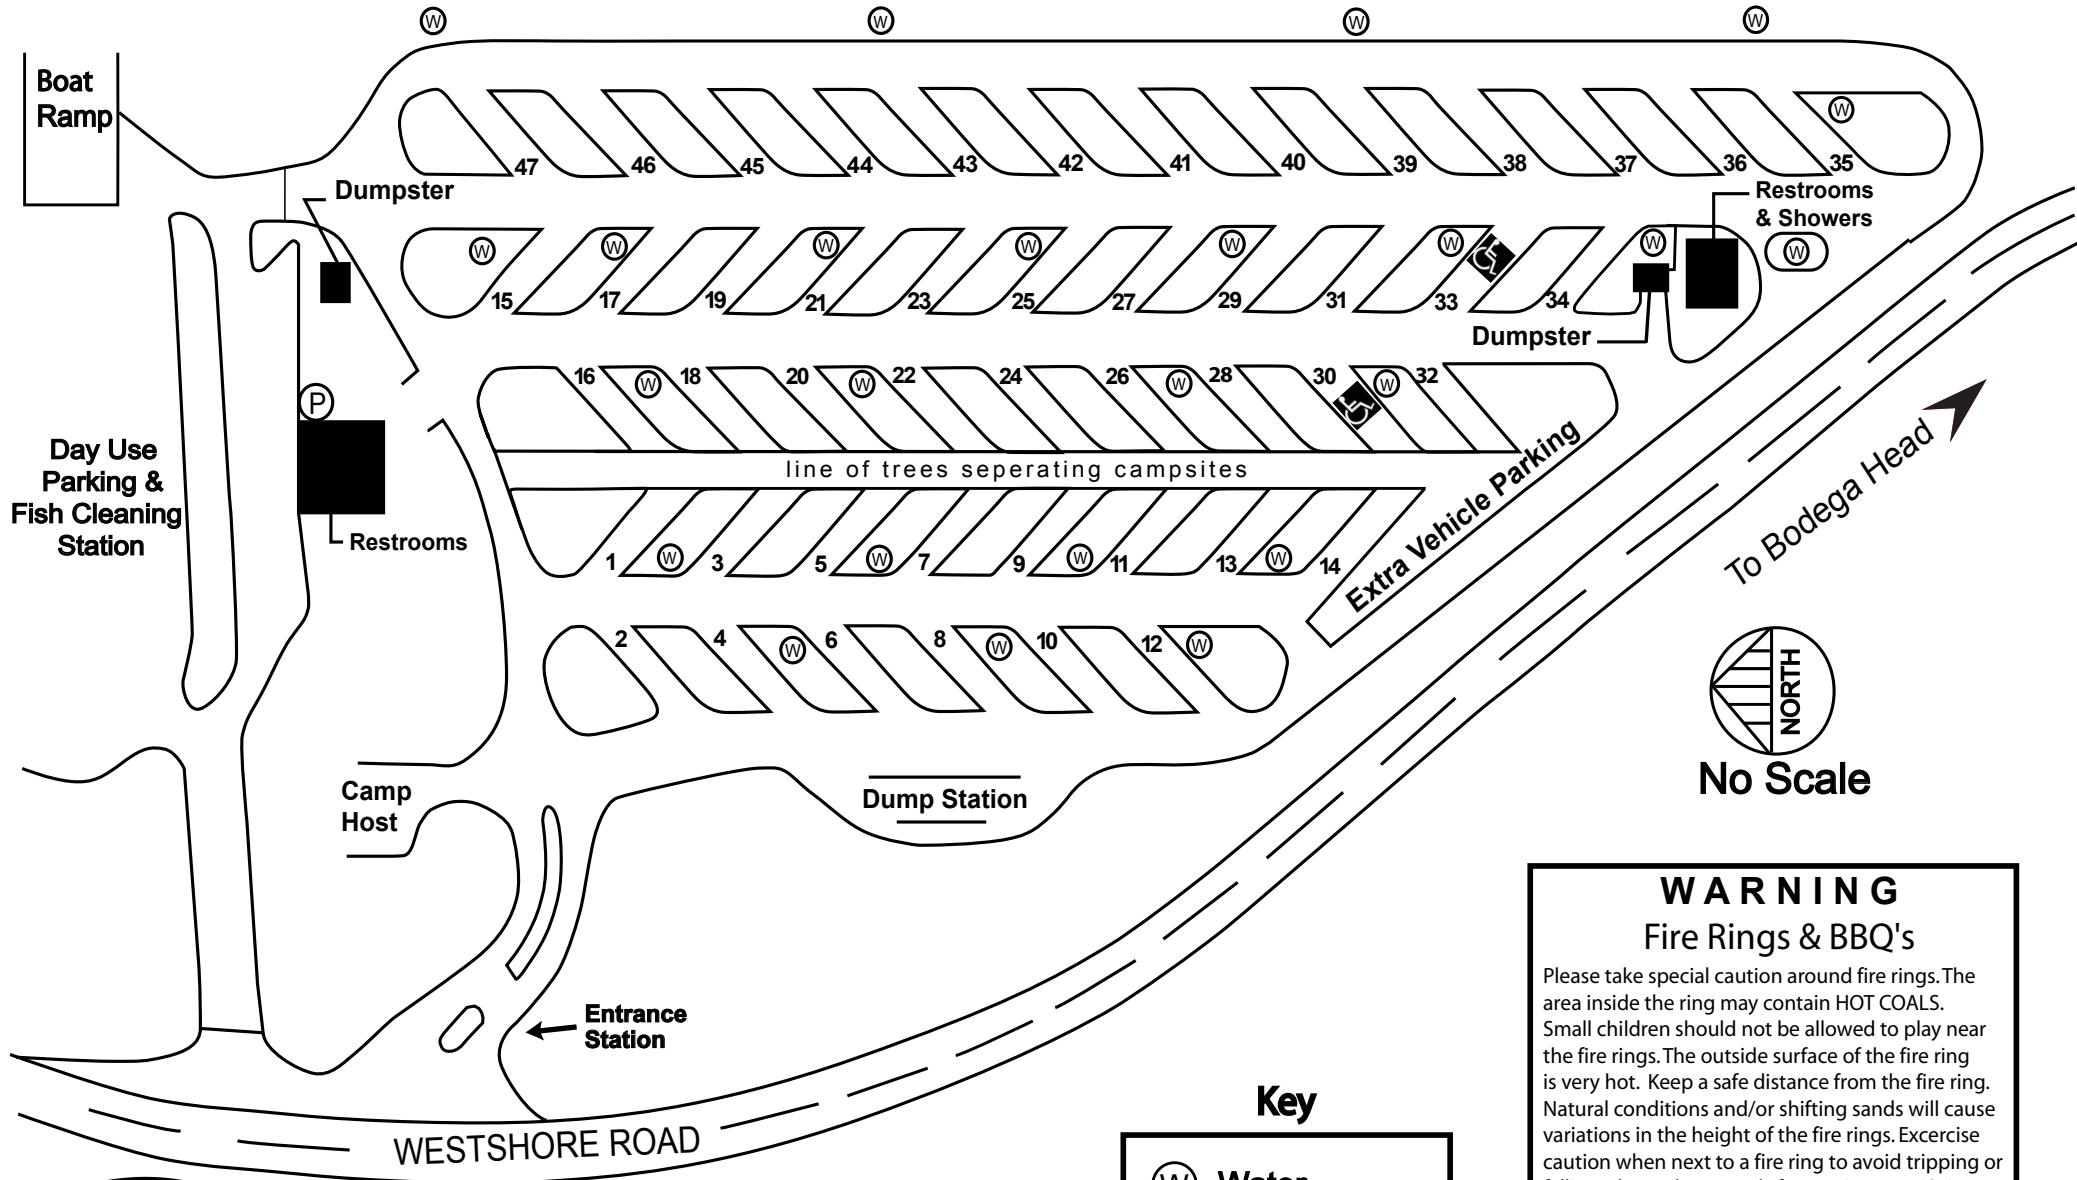 W W W W
Boat
Ramp
W
47 46 45 44 43 42 41 40 39 38 37 36 35
Dumpster
Restrooms
& Showers
W W W W W W W W
15 17 19 21 23 25 27 29 31 33 34
Dumpster
16 W 18 20 W 22 24 26 W 28 30 W 32
P
Day Use
Parking &
Fish Cleaning
Station
Restrooms
line of trees seperating campsites
Extra Vehicle Parking
To Bodega Head
1 W 3 5 W 7 9 W 11 13 W 14
2 4 W 6 8 W 10 12 W
NORTH
No Scale
Camp
Host
Dump Station
Entrance
Station
WESTSHORE ROAD
Key
W Water
WARNING
Fire Rings & BBQ's
Please take special caution around fire rings. The
area inside the ring may contain HOT COALS.
Small children should not be allowed to play near
the fire rings. The outside surface of the fire ring
is very hot. Keep a safe distance from the fire ring.
Natural conditions and/or shifting sands will cause
variations in the height of the fire rings. Excercise
caution when next to a fire ring to avoid tripping or